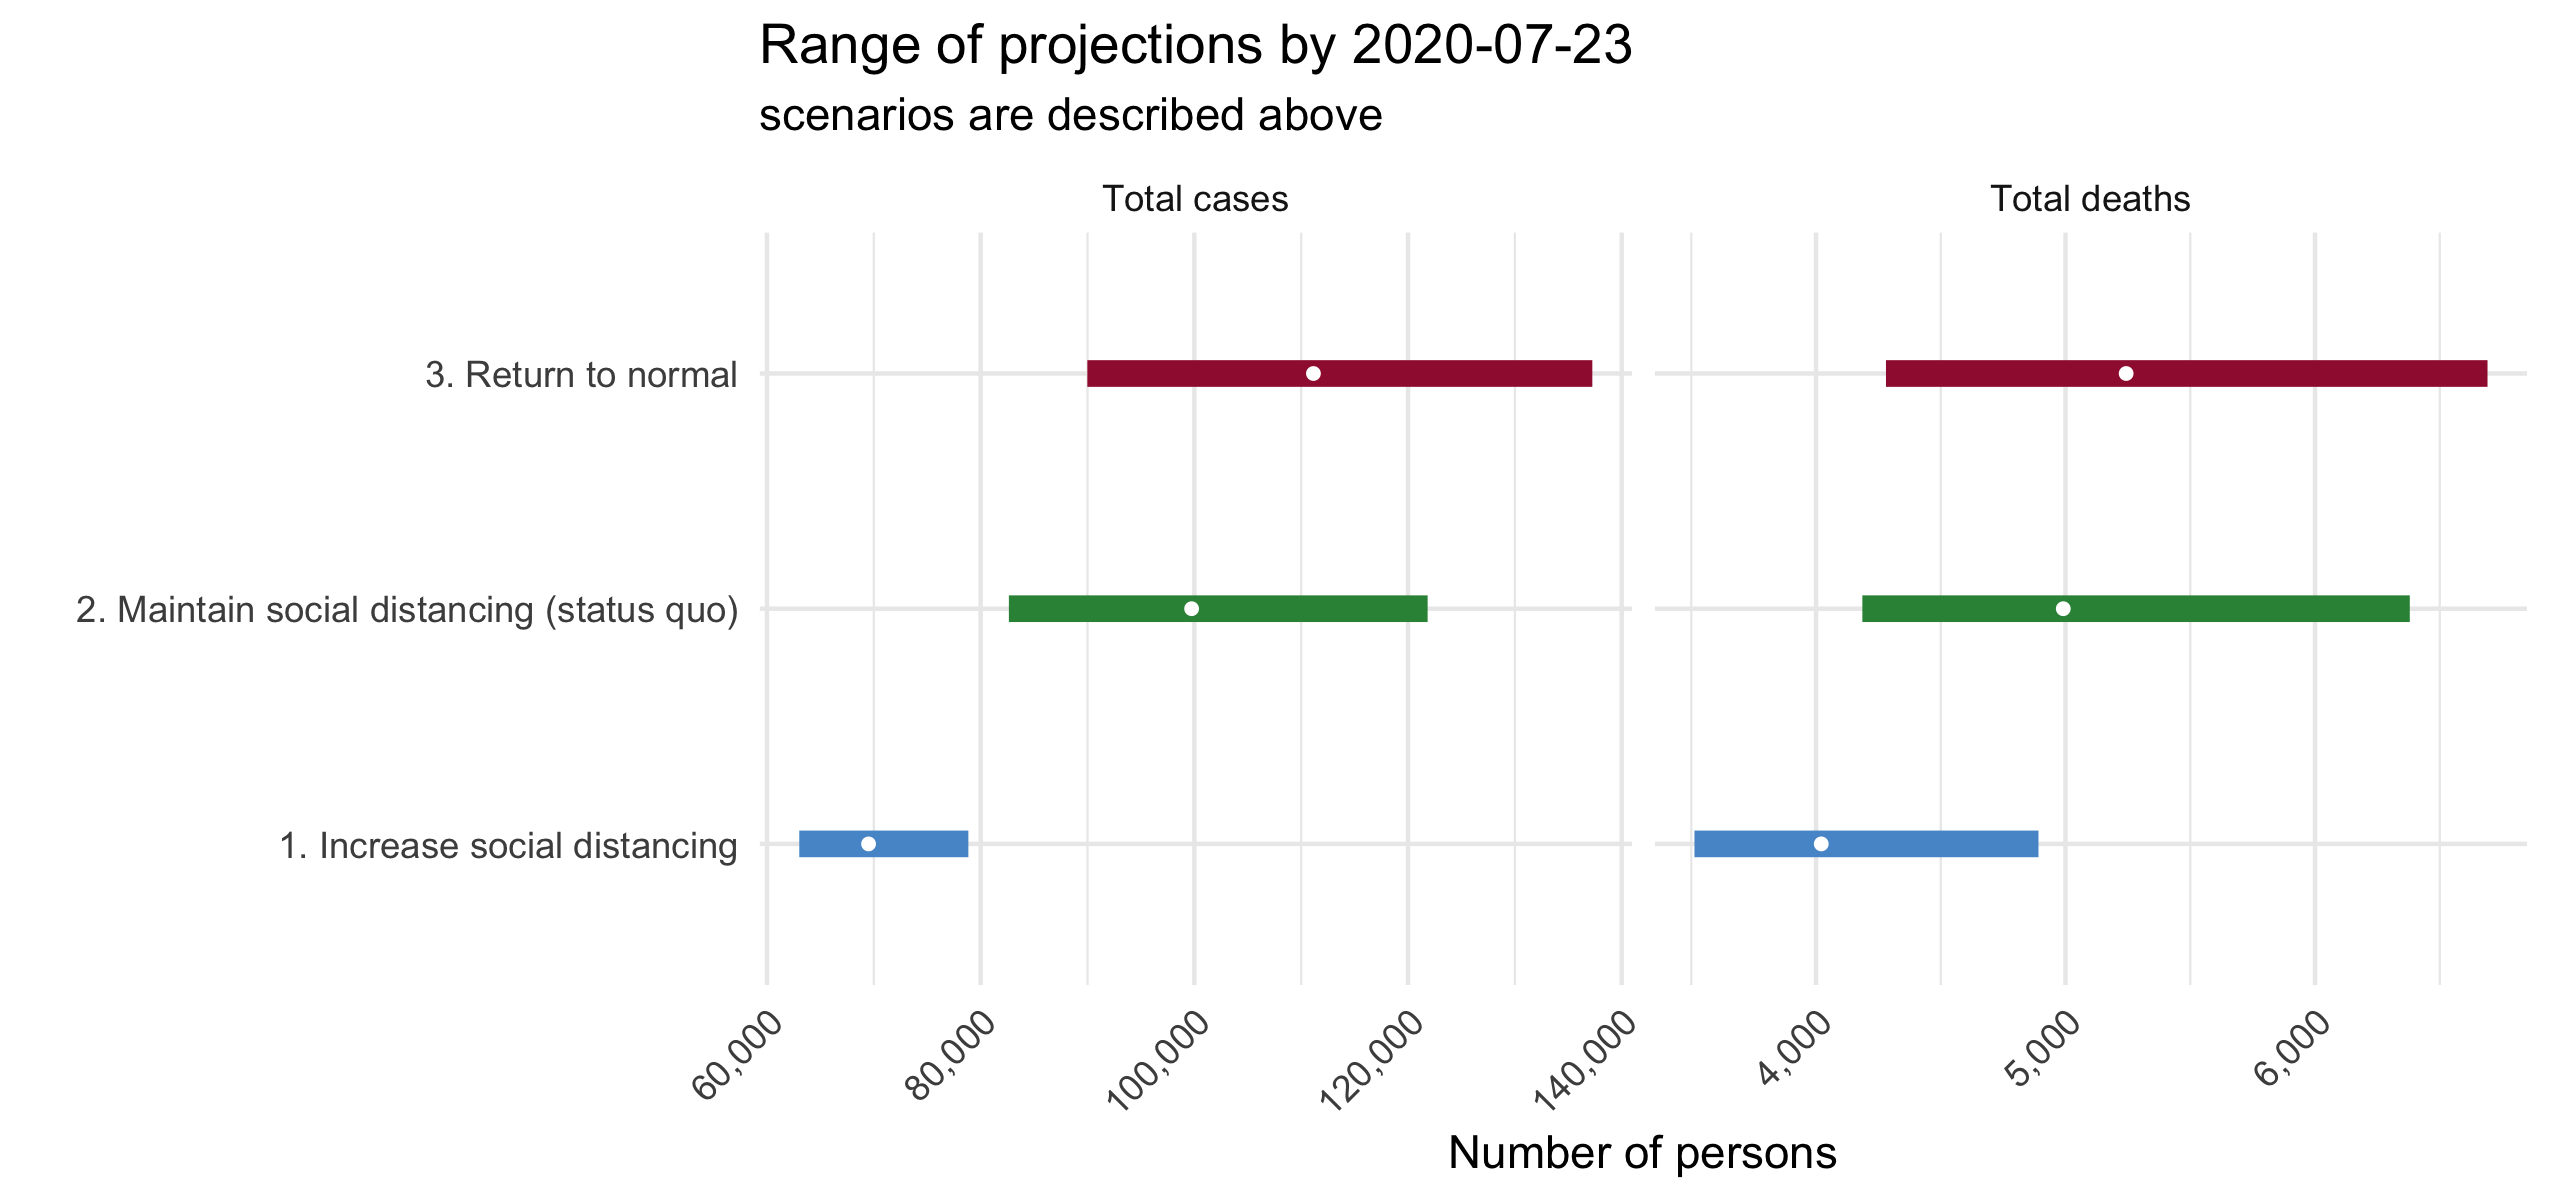 Range of projections by 2020-07-23
scenarios are described above
Total cases
Total deaths
3. Return to normal
2. Maintain social distancing (status quo)
1. Increase social distancing
60,000
80,000
100,000
120,000
140,000
4,000
5,000
6,000
Number of persons